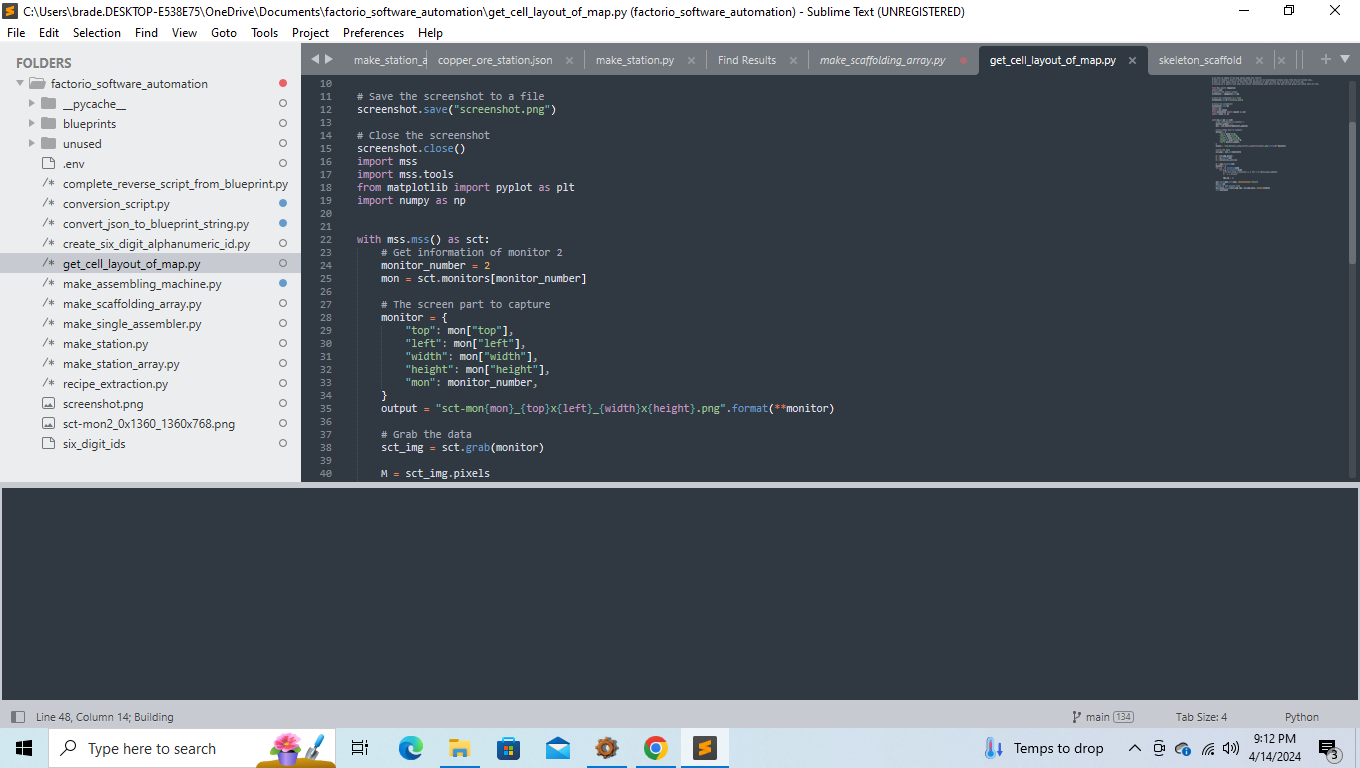 C:\Users\brade.DESKTOP-E538E75\OneDrive\Documents\factorio_software_automation\get_cell_layout_of_map.py (factorio_software_automation) - Sublime Text (UNREGISTERED)
File Edit Selection Find View Goto Tools Project Preferences Help
FOLDERS
factorio_software_automation
__pycache__
blueprints
unused
.env
/* complete_reverse_script_from_blueprint.py
/* conversion_script.py
/* convert_json_to_blueprint_string.py
/* create_six_digit_alphanumeric_id.py
/* get_cell_layout_of_map.py
/* make_assembling_machine.py
/* make_scaffolding_array.py
/* make_single_assembler.py
/* make_station.py
/* make_station_array.py
/* recipe_extraction.py
screenshot.png
sct-mon2_0x1360_1360x768.png
six_digit_ids
make_station_a copper_ore_station.json make_station.py Find Results make_scaffolding_array.py get_cell_layout_of_map.py skeleton_scaffold
10
11 # Save the screenshot to a file
12 screenshot.save("screenshot.png")
13
14 # Close the screenshot
15 screenshot.close()
16 import mss
17 import mss.tools
18 from matplotlib import pyplot as plt
19 import numpy as np
20
21
22 with mss.mss() as sct:
23 # Get information of monitor 2
24 monitor_number = 2
25 mon = sct.monitors[monitor_number]
26
27 # The screen part to capture
28 monitor = {
29 "top": mon["top"],
30 "left": mon["left"],
31 "width": mon["width"],
32 "height": mon["height"],
33 "mon": monitor_number,
34 }
35 output = "sct-mon{mon}_{top}x{left}_{width}x{height}.png".format(**monitor)
36
37 # Grab the data
38 sct_img = sct.grab(monitor)
39
40 M = sct_img.pixels
Line 48, Column 14; Building
main 134
Tab Size: 4
Python
Type here to search
Temps to drop
9:12 PM
4/14/2024
3